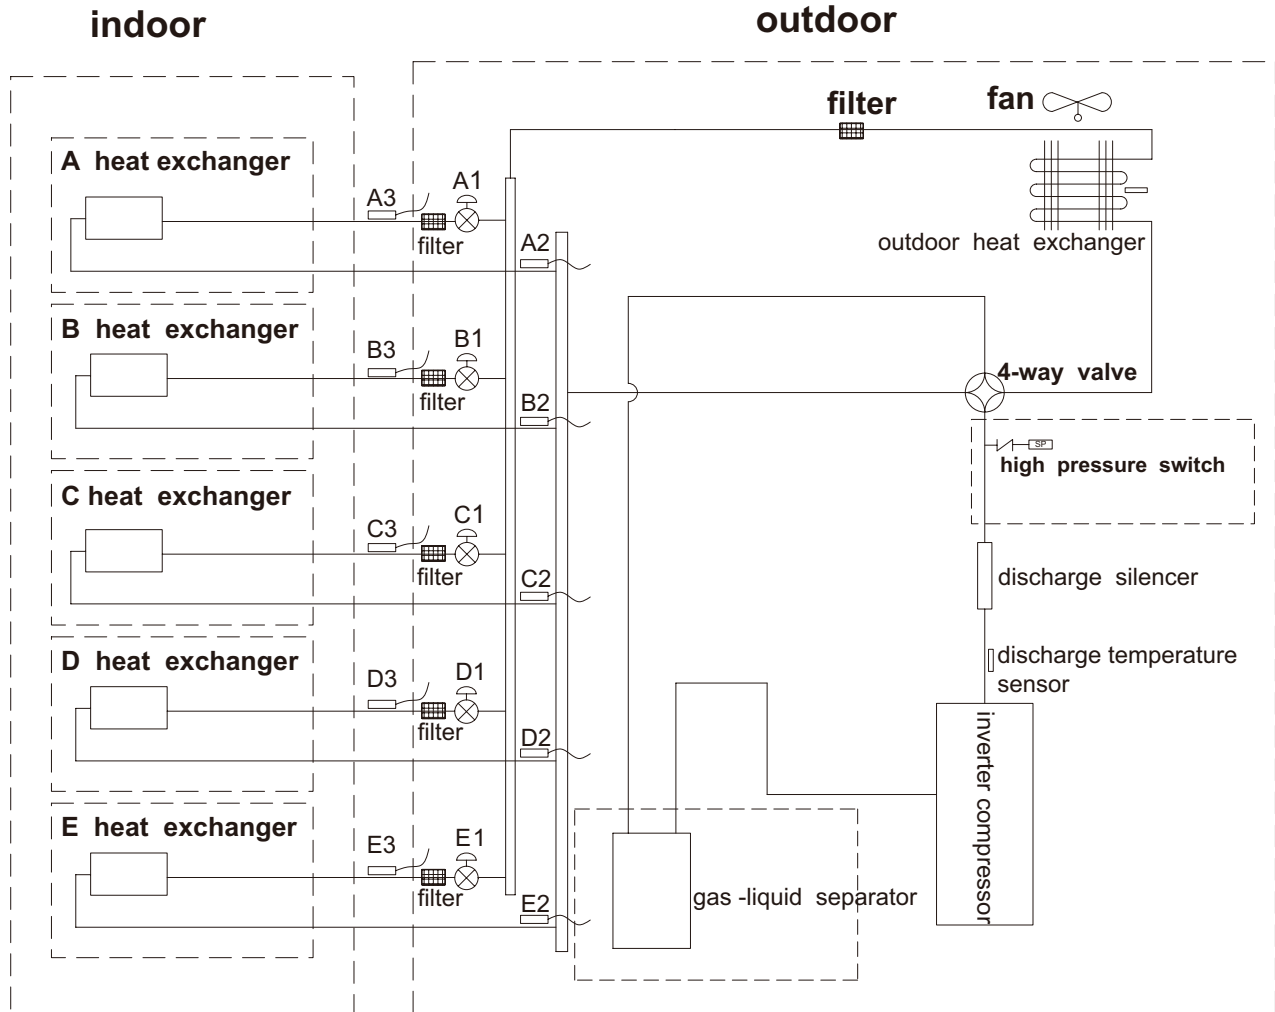 indoor
outdoor
filter
fan
A heat exchanger
A3
A1
filter
A2
outdoor heat exchanger
B heat exchanger
B3
B1
filter
B2
4-way valve
SP
high pressure switch
C heat exchanger
C3
C1
filter
C2
discharge silencer
D heat exchanger
D3
D1
filter
D2
discharge temperature
sensor
inverter compressor
E heat exchanger
E3
E1
filter
E2
gas -liquid separator